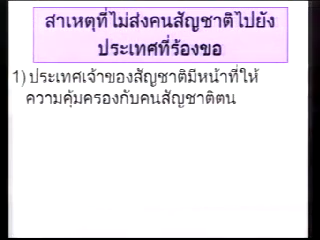 สาเหตุที่ไม่ส่งคนสัญชาติไปยัง
ประเทศที่ร้องขอ
1) ประเทศเจ้าของสัญชาติมีหน้าที่ให้
ความคุ้มครองกับคนสัญชาติตน